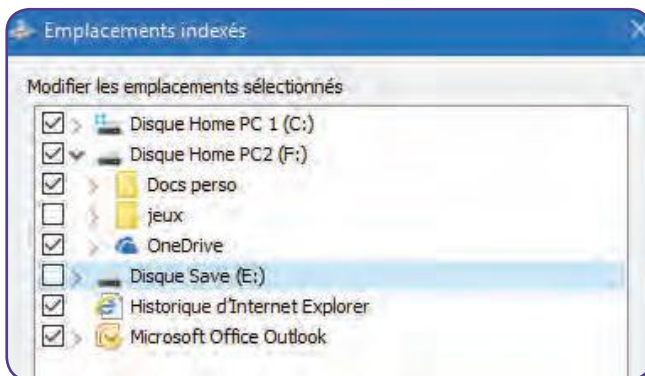 Emplacements indexés
Modifier les emplacements sélectionnés
Disque Home PC 1 (C:)
Disque Home PC2 (F:)
Docs perso
jeux
OneDrive
Disque Save (E:)
Historique d'Internet Explorer
Microsoft Office Outlook